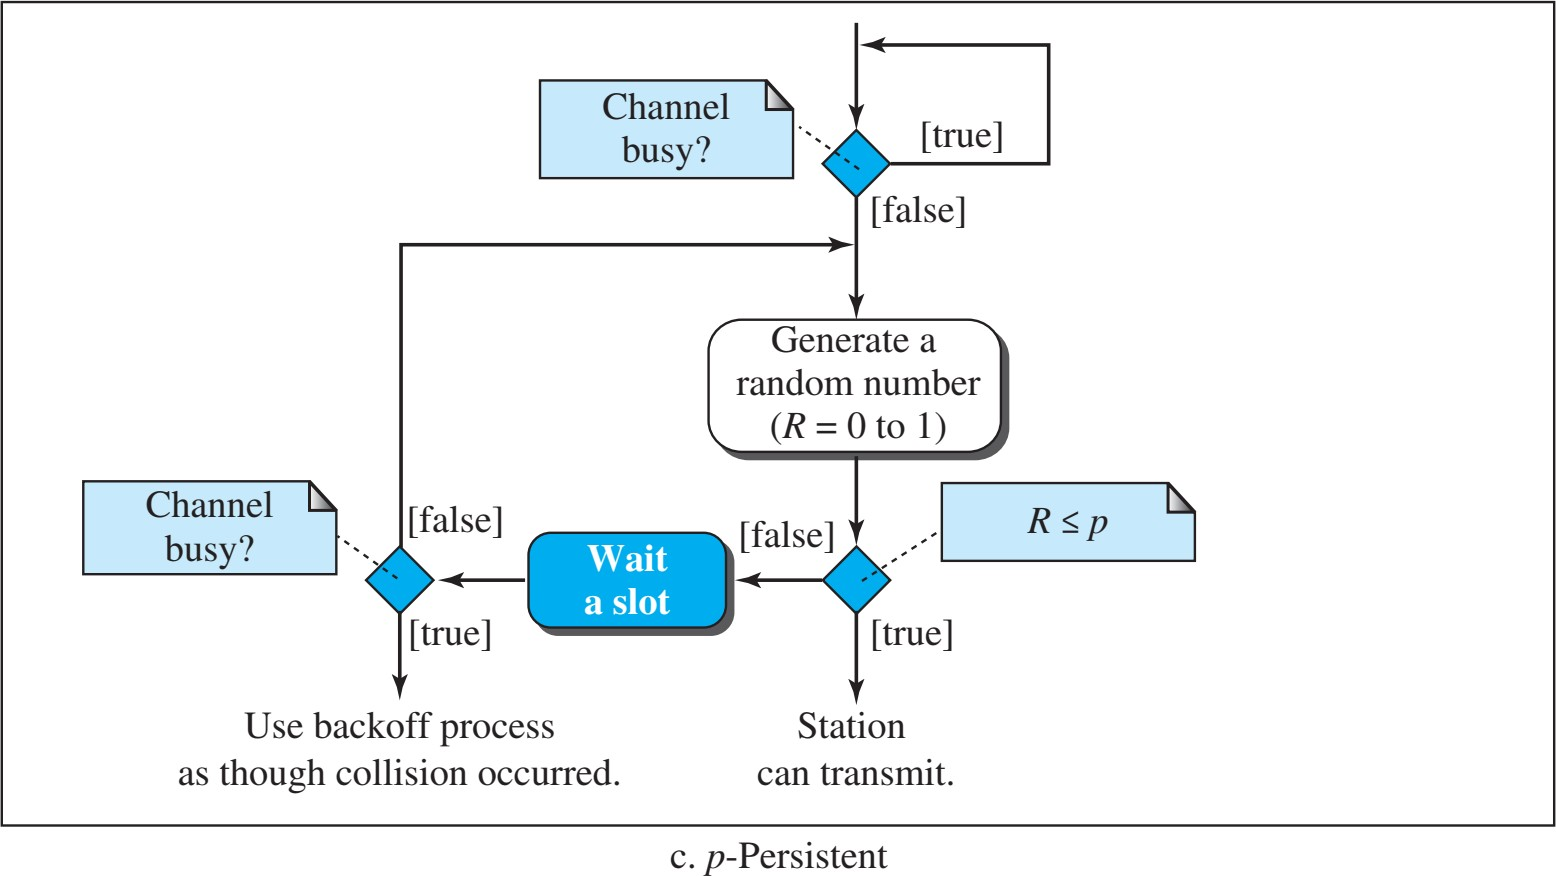 Channel
busy?
[true]
[false]
Generate a
random number
(R = 0 to 1)
Channel
busy?
[false]
Wait
a slot
[false]
R ≤ p
[true]
[true]
Use backoff process
as though collision occurred.
Station
can transmit.
c. p-Persistent